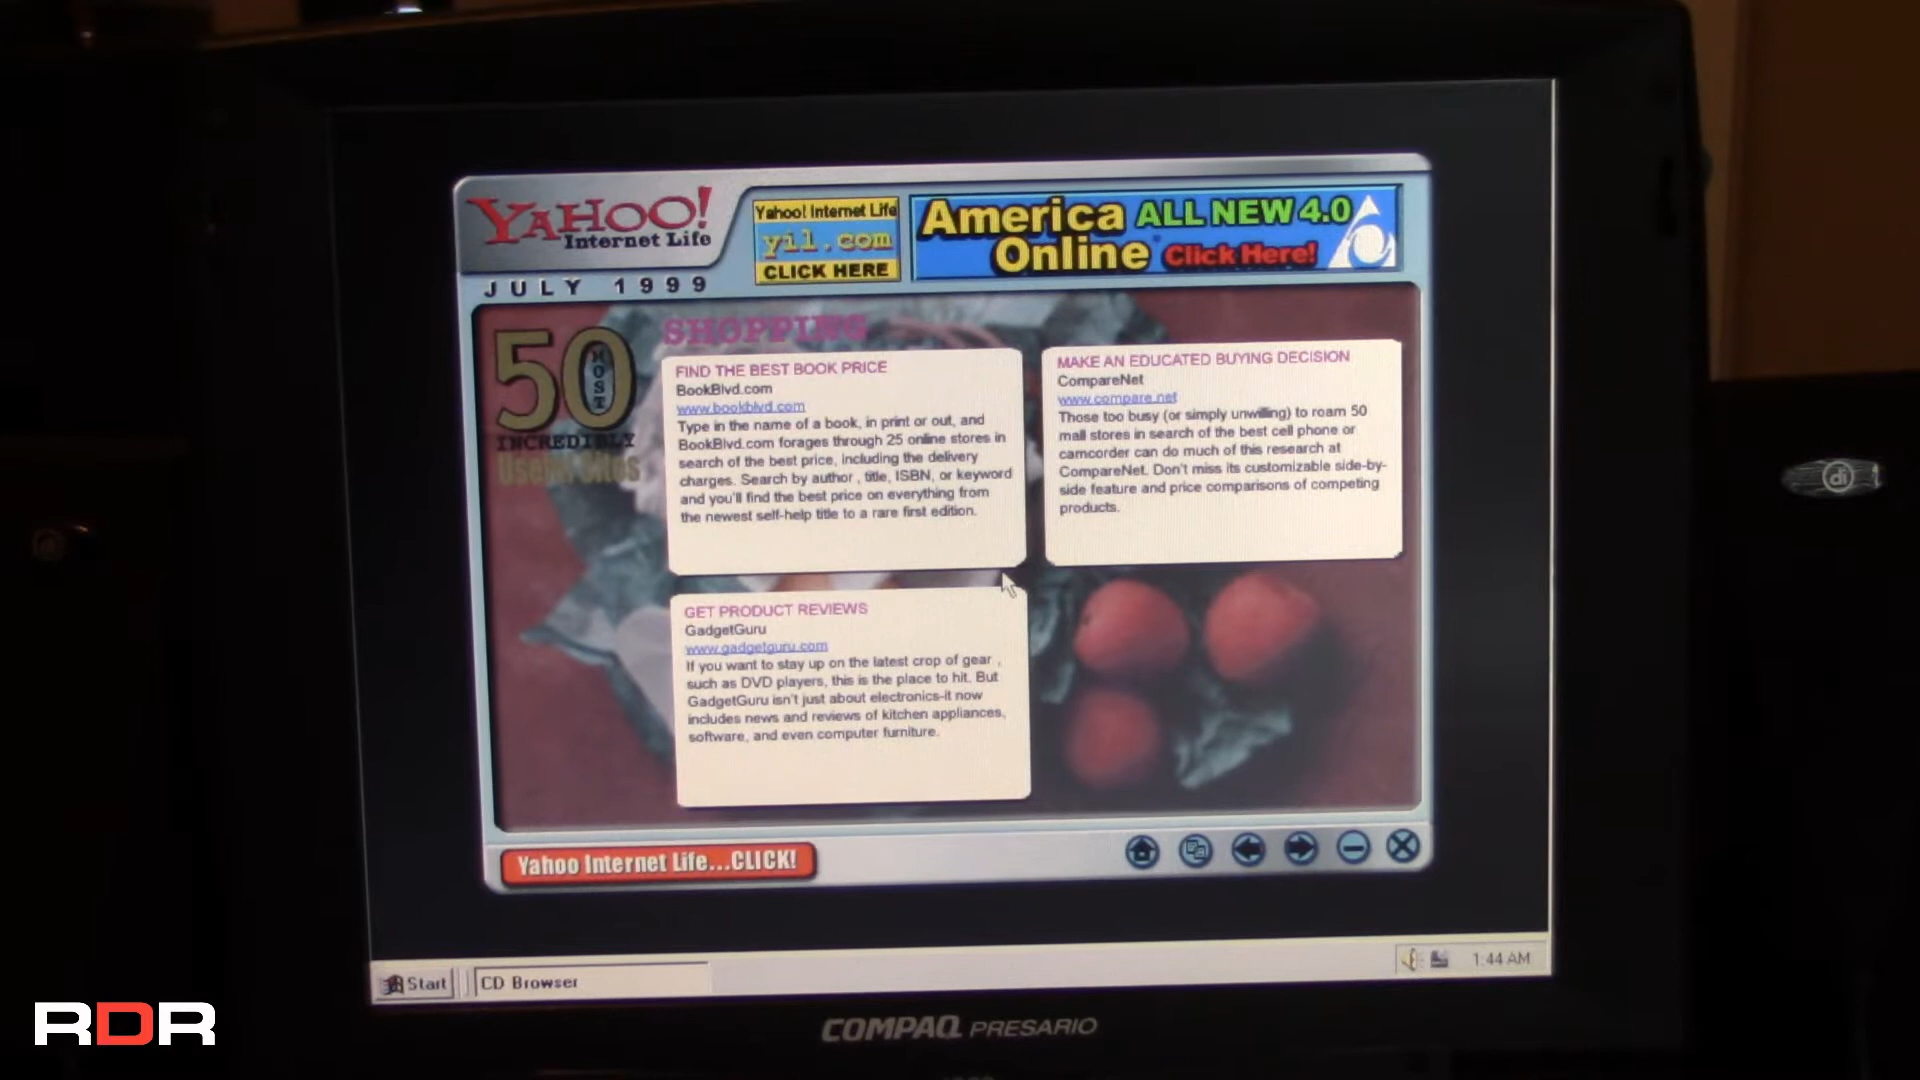 YAHOO!
Internet Life
JULY 1999
Yahoo! Internet Life
yil.com
CLICK HERE
America Online
ALL NEW 4.0
Click Here!
50
MOST
INCREDIBLY
Useful Sites
SHOPPING
FIND THE BEST BOOK PRICE
BookBlvd.com
www.bookblvd.com
Type in the name of a book, in print or out, and
BookBlvd.com forages through 25 online stores in
search of the best price, including the delivery
charges. Search by author , title, ISBN, or keyword
and you'll find the best price on everything from
the newest self-help title to a rare first edition.
MAKE AN EDUCATED BUYING DECISION
CompareNet
www.compare.net
Those too busy (or simply unwilling) to roam 50
mall stores in search of the best cell phone or
camcorder can do much of this research at
CompareNet. Don't miss its customizable side-by-
side feature and price comparisons of competing
products.
GET PRODUCT REVIEWS
GadgetGuru
www.gadgetguru.com
If you want to stay up on the latest crop of gear ,
such as DVD players, this is the place to hit. But
GadgetGuru isn't just about electronics-it now
includes news and reviews of kitchen appliances,
software, and even computer furniture.
Yahoo Internet Life...CLICK!
Start
CD Browser
1:44 AM
COMPAQ PRESARIO
di
RDR